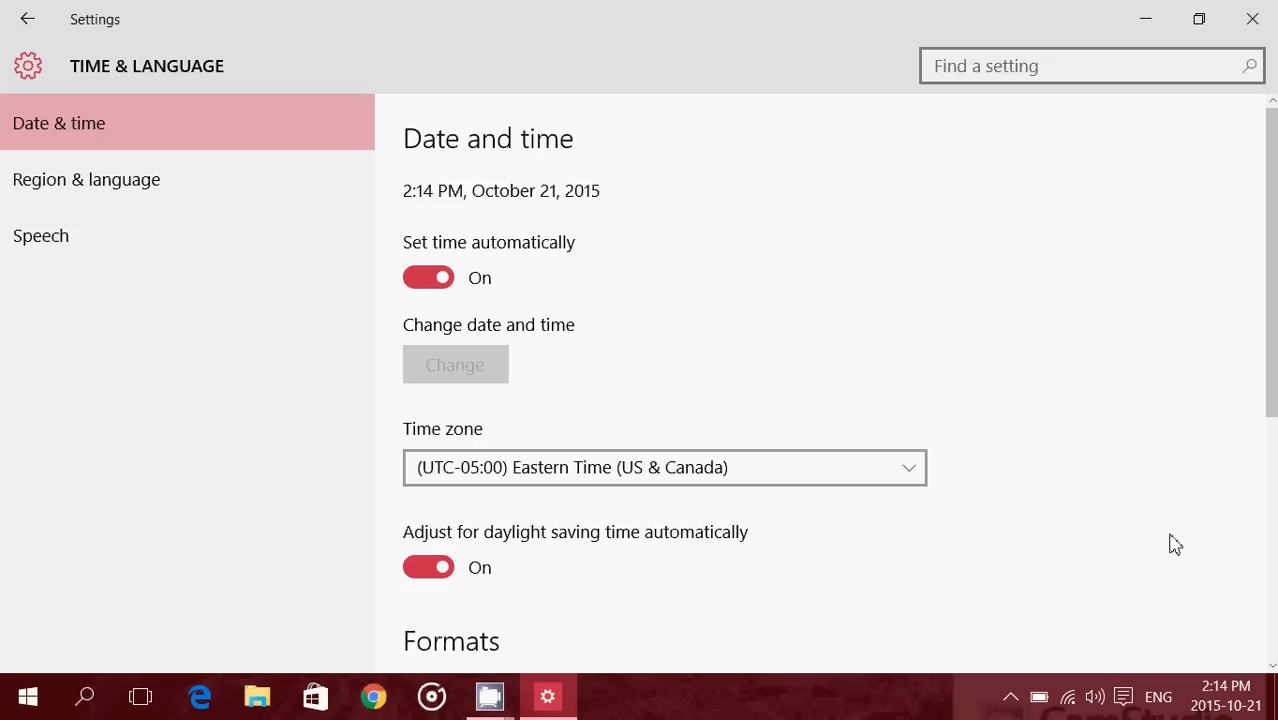 Settings
TIME & LANGUAGE
Find a setting
Date & time
Region & language
Speech
Date and time
2:14 PM, October 21, 2015
Set time automatically
On
Change date and time
Change
Time zone
(UTC-05:00) Eastern Time (US & Canada)
Adjust for daylight saving time automatically
On
Formats
ENG
2:14 PM
2015-10-21